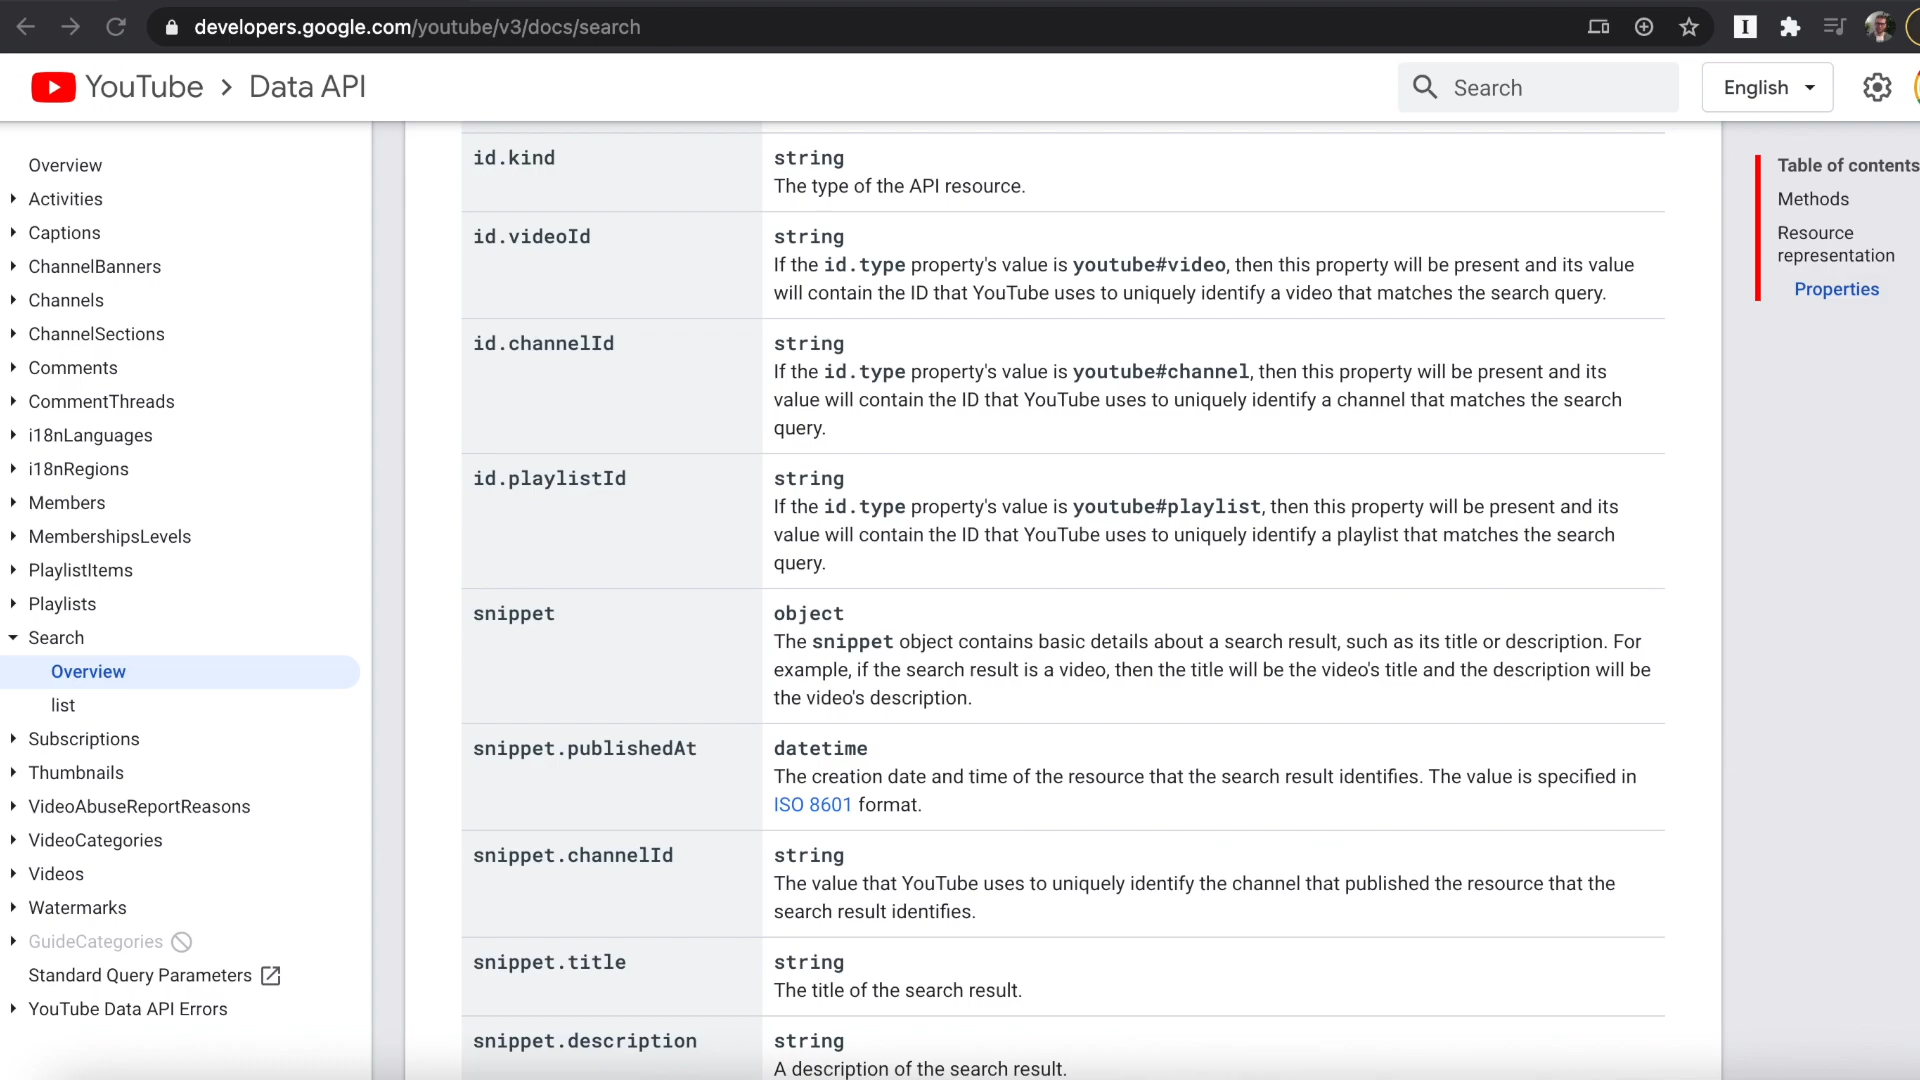 developers.google.com/youtube/v3/docs/search
YouTube > Data API
Search
English
Overview
Activities
Captions
ChannelBanners
Channels
ChannelSections
Comments
CommentThreads
i18nLanguages
i18nRegions
Members
MembershipsLevels
PlaylistItems
Playlists
Search
Overview
list
Subscriptions
Thumbnails
VideoAbuseReportReasons
VideoCategories
Videos
Watermarks
GuideCategories
Standard Query Parameters
YouTube Data API Errors
id.kind
string
The type of the API resource.
id.videoId
string
If the id.type property's value is youtube#video, then this property will be present and its value
will contain the ID that YouTube uses to uniquely identify a video that matches the search query.
id.channelId
string
If the id.type property's value is youtube#channel, then this property will be present and its
value will contain the ID that YouTube uses to uniquely identify a channel that matches the search
query.
id.playlistId
string
If the id.type property's value is youtube#playlist, then this property will be present and its
value will contain the ID that YouTube uses to uniquely identify a playlist that matches the search
query.
snippet
object
The snippet object contains basic details about a search result, such as its title or description. For
example, if the search result is a video, then the title will be the video's title and the description will be
the video's description.
snippet.publishedAt
datetime
The creation date and time of the resource that the search result identifies. The value is specified in
ISO 8601 format.
snippet.channelId
string
The value that YouTube uses to uniquely identify the channel that published the resource that the
search result identifies.
snippet.title
string
The title of the search result.
snippet.description
string
A description of the search result.
Table of contents
Methods
Resource
representation
Properties